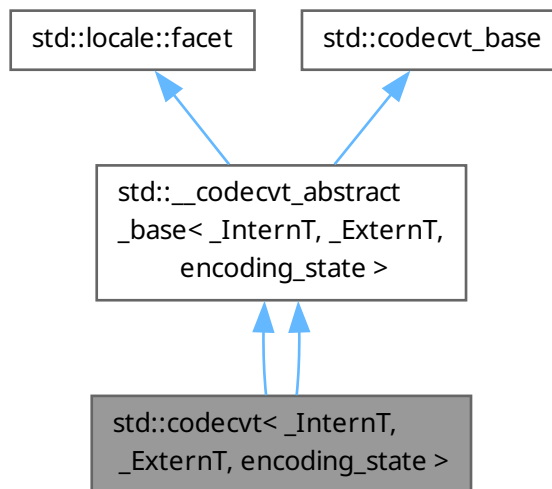 std::locale::facet
std::codecvt_base
std::__codecvt_abstract
_base< _InternT, _ExternT,
encoding_state >
std::codecvt< _InternT,
_ExternT, encoding_state >